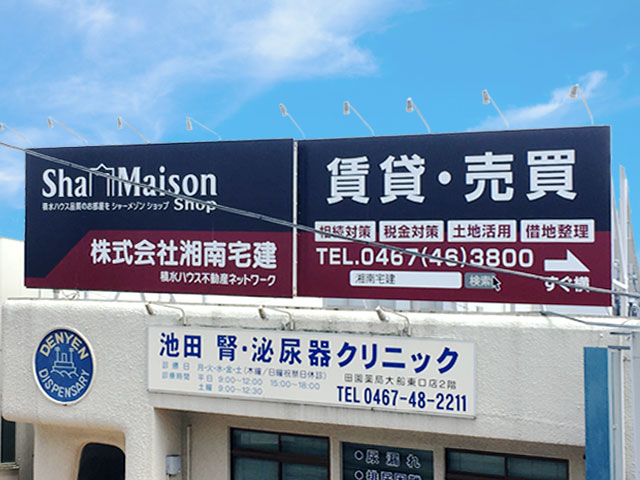 ShaMaison
積水ハウス品質のお部屋を シャーメゾン ショップ Shop
株式会社湘南宅建
積水ハウス不動産ネットワーク
賃貸・売買
相続対策 税金対策 土地活用 借地整理
TEL.0467(46)3800
湘南宅建 検索
すぐ横
池田 腎・泌尿器クリニック
診療日 月・火・水・金・土(木曜/日曜祝祭日休診)
診療時間 平日 9:00~12:00 15:00~18:00
土曜 9:00~12:30
田園薬局大船東口店2階
TEL 0467-48-2211
DENYEN
DISPENSARY
尿漏れ